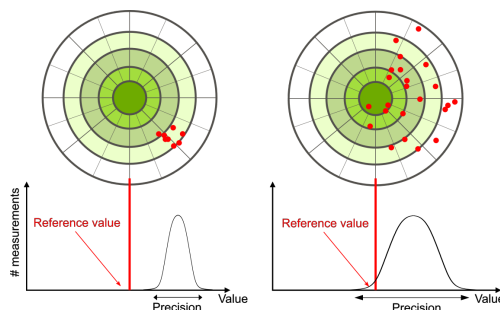 # measurements
Reference value
Precision
Value
Reference value
Precision
Value